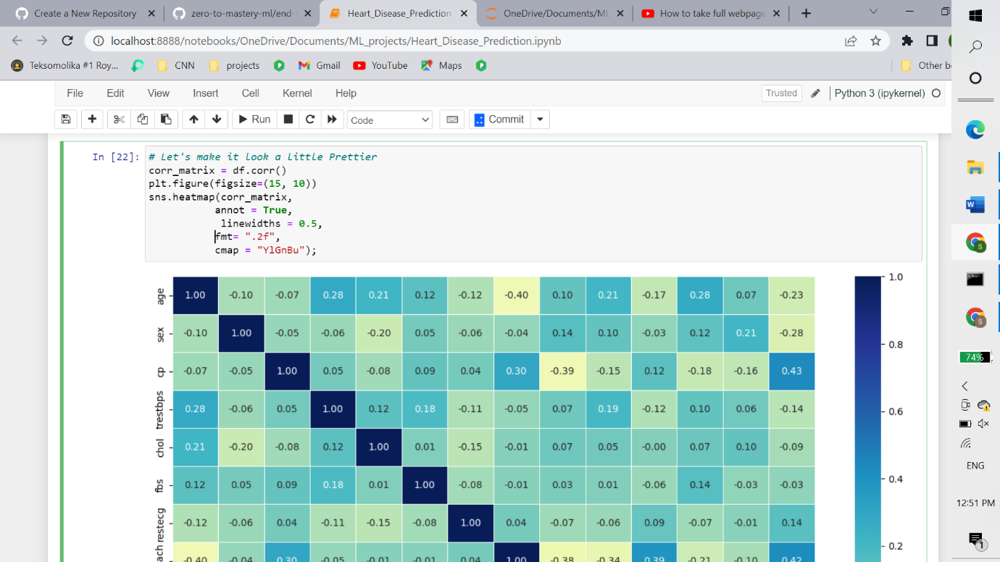 Create a New Repository
zero-to-mastery-ml/end-t
Heart_Disease_Prediction
OneDrive/Documents/ML
How to take full webpage
localhost:8888/notebooks/OneDrive/Documents/ML_projects/Heart_Disease_Prediction.ipynb
Teksomolika #1 Roy...
CNN
projects
Gmail
YouTube
Maps
Other b
File Edit View Insert Cell Kernel Help
Trusted
Python 3 (ipykernel)
Run
Code
Commit
In [22]: # Let's make it look a little Prettier
corr_matrix = df.corr()
plt.figure(figsize=(15, 10))
sns.heatmap(corr_matrix,
annot = True,
linewidths = 0.5,
fmt= ".2f",
cmap = "YlGnBu");
age 1.00 -0.10 -0.07 0.28 0.21 0.12 -0.12 -0.40 0.10 0.21 -0.17 0.28 0.07 -0.23
sex -0.10 1.00 -0.05 -0.06 -0.20 0.05 -0.06 -0.04 0.14 0.10 -0.03 0.12 0.21 -0.28
cp -0.07 -0.05 1.00 0.05 -0.08 0.09 0.04 0.30 -0.39 -0.15 0.12 -0.18 -0.16 0.43
trestbps 0.28 -0.06 0.05 1.00 0.12 0.18 -0.11 -0.05 0.07 0.19 -0.12 0.10 0.06 -0.14
chol 0.21 -0.20 -0.08 0.12 1.00 0.01 -0.15 -0.01 0.07 0.05 -0.00 0.07 0.10 -0.09
fbs 0.12 0.05 0.09 0.18 0.01 1.00 -0.08 -0.01 0.03 0.01 -0.06 0.14 -0.03 -0.03
restecg -0.12 -0.06 0.04 -0.11 -0.15 -0.08 1.00 0.04 -0.07 -0.06 0.09 -0.07 -0.01 0.14
ach -0.40 -0.04 0.30 -0.05 -0.01 -0.01 0.04 1.00 -0.38 -0.34 0.39 -0.21 -0.10 0.42
1.0
0.8
0.6
0.4
0.2
74%
ENG
12:51 PM
1